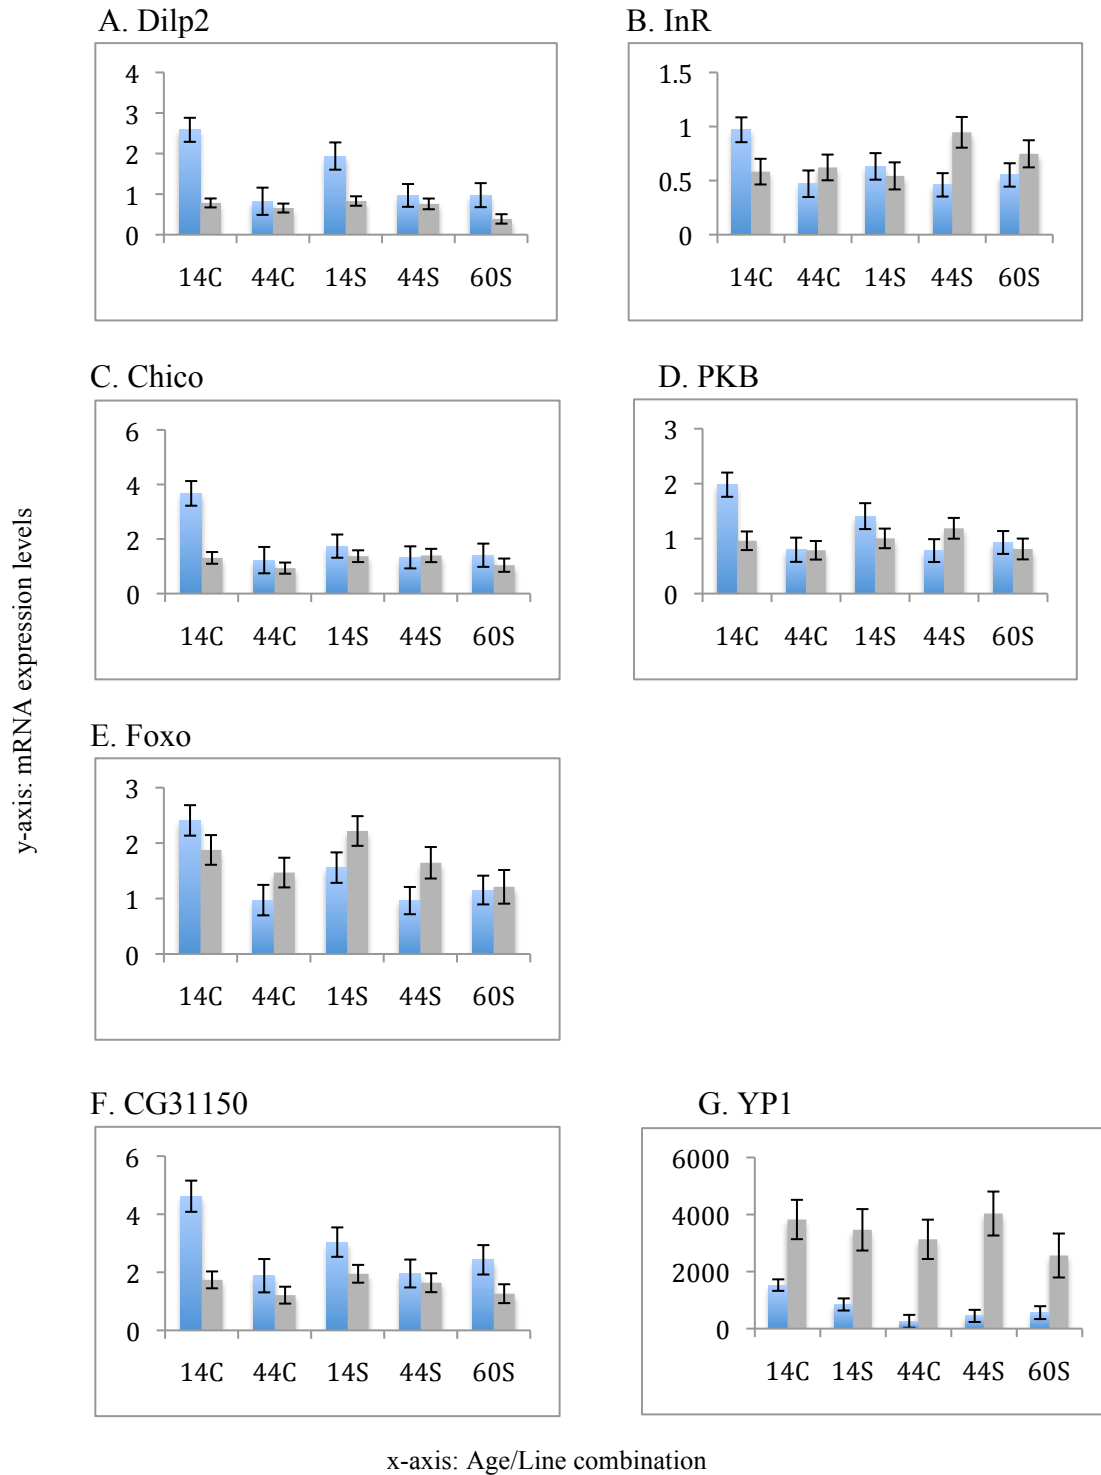 A. Dilp2
4
3
2
1
0
14C 44C 14S 44S 60S
B. InR
1.5
1
0.5
0
14C 44C 14S 44S 60S
y-axis: mRNA expression levels
C. Chico
6
4
2
0
14C 44C 14S 44S 60S
D. PKB
3
2
1
0
14C 44C 14S 44S 60S
E. Foxo
3
2
1
0
14C 44C 14S 44S 60S
F. CG31150
6
4
2
0
14C 44C 14S 44S 60S
G. YP1
6000
4000
2000
0
14C 14S 44C 44S 60S
x-axis: Age/Line combination